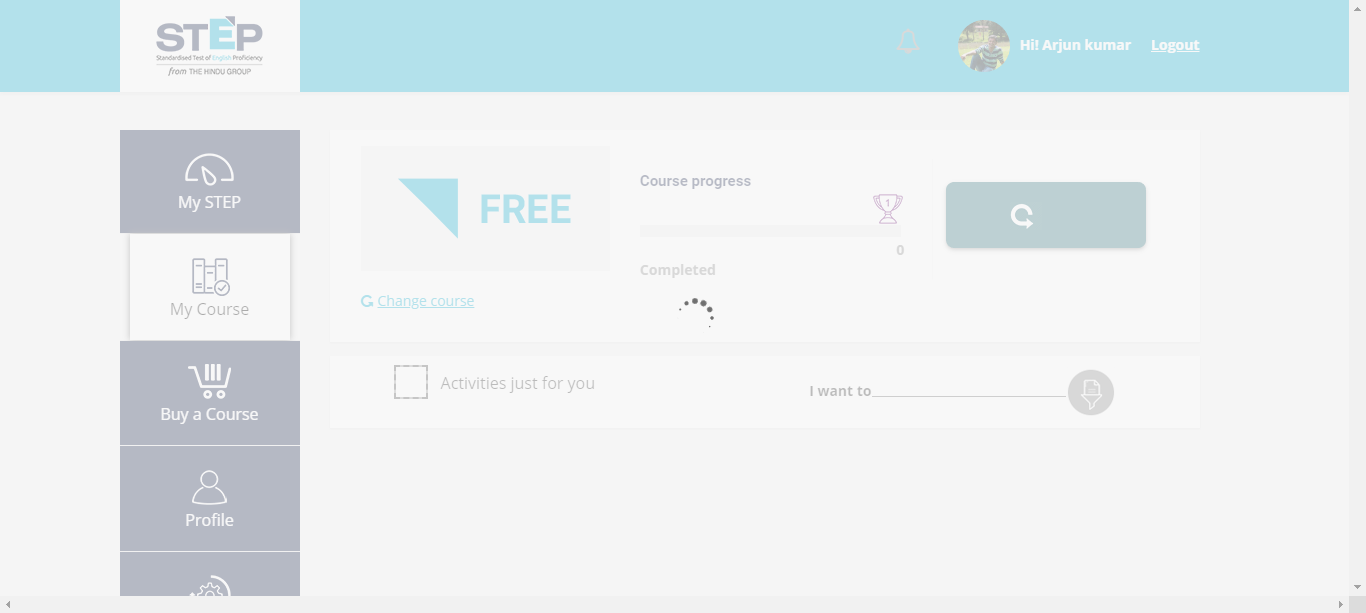 STEP
Standardised Test of English Proficiency
from THE HINDU GROUP
Hi! Arjun kumar
Logout
My STEP
My Course
Buy a Course
Profile
FREE
Change course
Course progress
1
0
Completed
Activities just for you
I want to